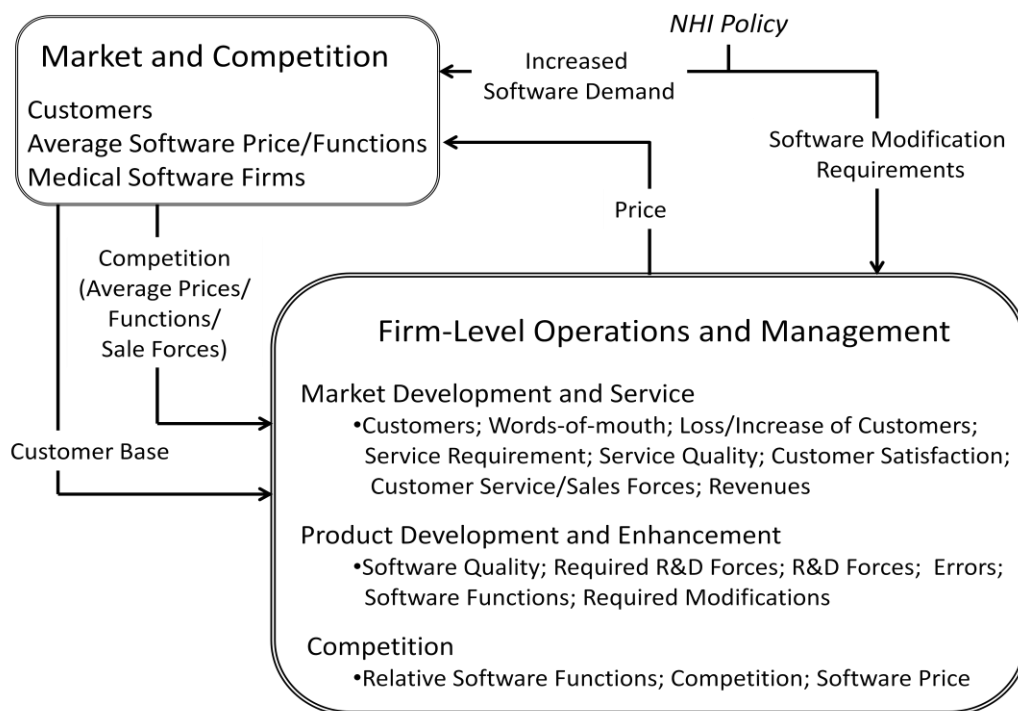 NHI Policy
Market and Competition
Customers
Average Software Price/Functions
Medical Software Firms
Increased
Software Demand
Software Modification
Requirements
Price
Competition
(Average Prices/
Functions/
Sale Forces)
Customer Base
Firm-Level Operations and Management
Market Development and Service
•Customers; Words-of-mouth; Loss/Increase of Customers;
Service Requirement; Service Quality; Customer Satisfaction;
Customer Service/Sales Forces; Revenues
Product Development and Enhancement
•Software Quality; Required R&D Forces; R&D Forces; Errors;
Software Functions; Required Modifications
Competition
•Relative Software Functions; Competition; Software Price